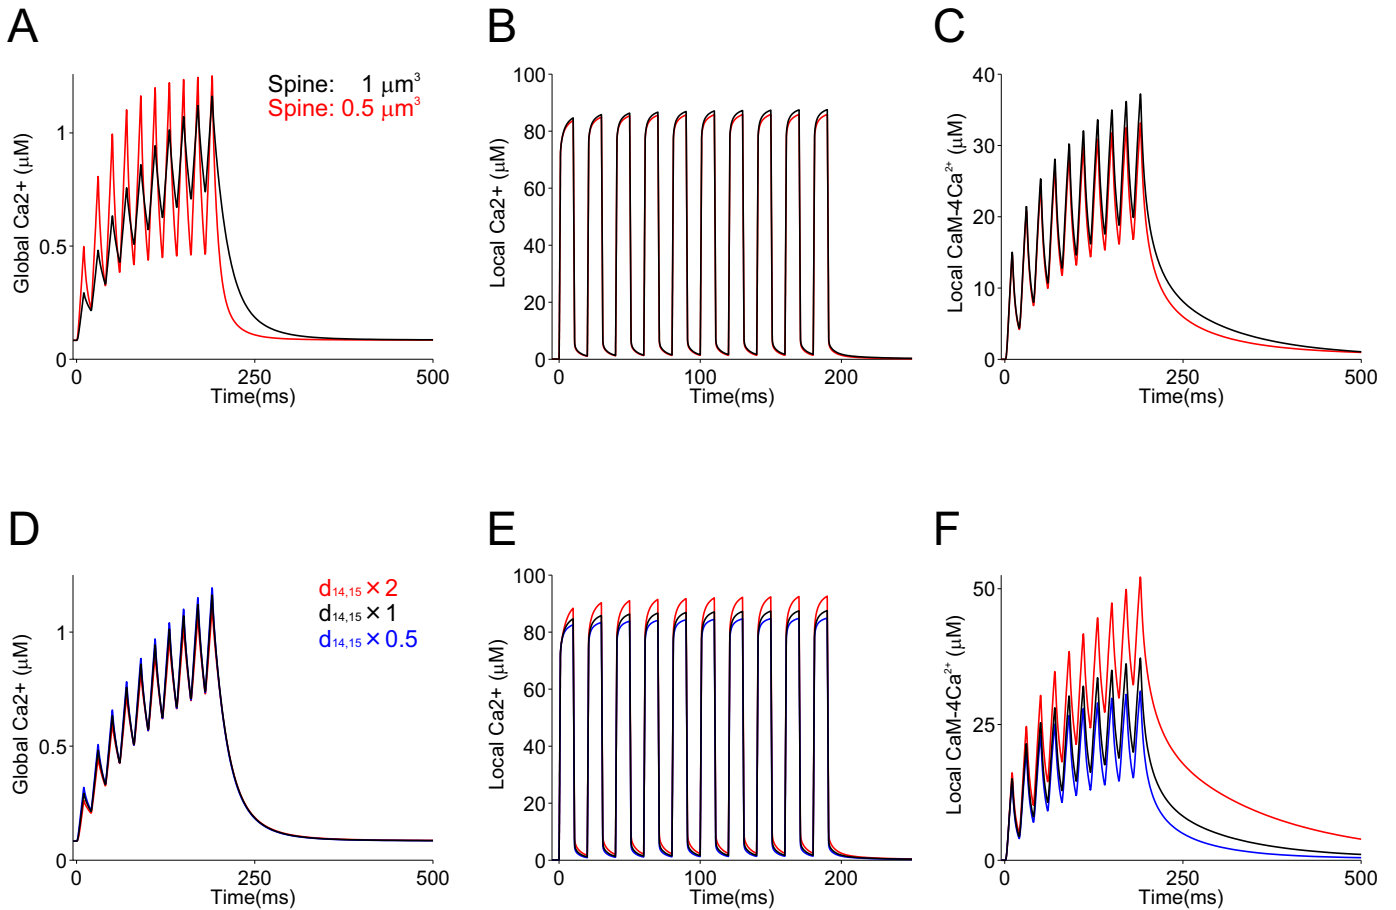 A
Global Ca2+ (μM)
1
0.5
0
Spine: 1 μm³
Spine: 0.5 μm³
0 250 500
Time(ms)
B
Local Ca2+ (μM)
100
80
60
40
20
0
0 100 200
Time(ms)
C
Local CaM-4Ca²⁺ (μM)
40
30
20
10
0
0 250 500
Time(ms)
D
Global Ca2+ (μM)
1
0.5
0
d₁₄,₁₅ × 2
d₁₄,₁₅ × 1
d₁₄,₁₅ × 0.5
0 250 500
Time(ms)
E
Local Ca2+ (μM)
100
80
60
40
20
0
0 100 200
Time(ms)
F
Local CaM-4Ca²⁺ (μM)
50
25
0
0 250 500
Time(ms)